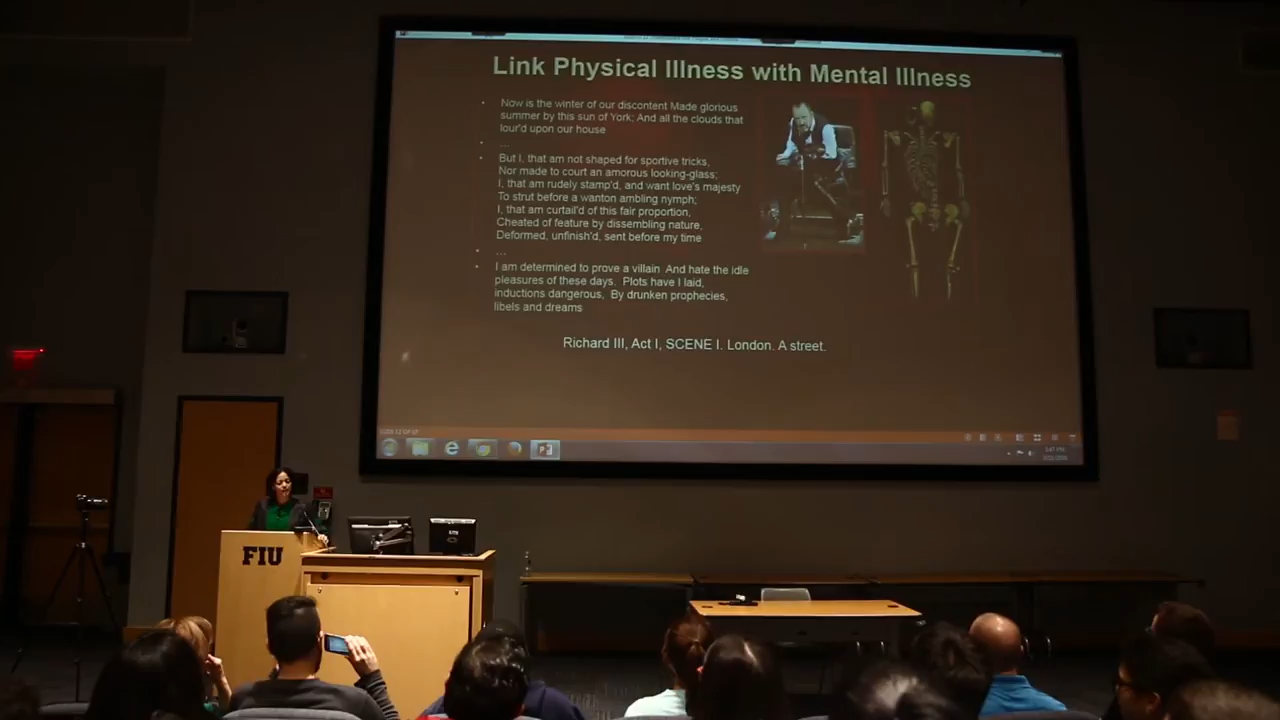 Link Physical Illness with Mental Illness
• Now is the winter of our discontent Made glorious
summer by this sun of York; And all the clouds that
lour'd upon our house
• ...
• But I, that am not shaped for sportive tricks,
Nor made to court an amorous looking-glass;
I, that am rudely stamp'd, and want love's majesty
To strut before a wanton ambling nymph;
I, that am curtail'd of this fair proportion,
Cheated of feature by dissembling nature,
Deformed, unfinish'd, sent before my time
• ...
• I am determined to prove a villain And hate the idle
pleasures of these days. Plots have I laid,
inductions dangerous, By drunken prophecies,
libels and dreams
Richard III, Act I, SCENE I. London. A street.
FIU